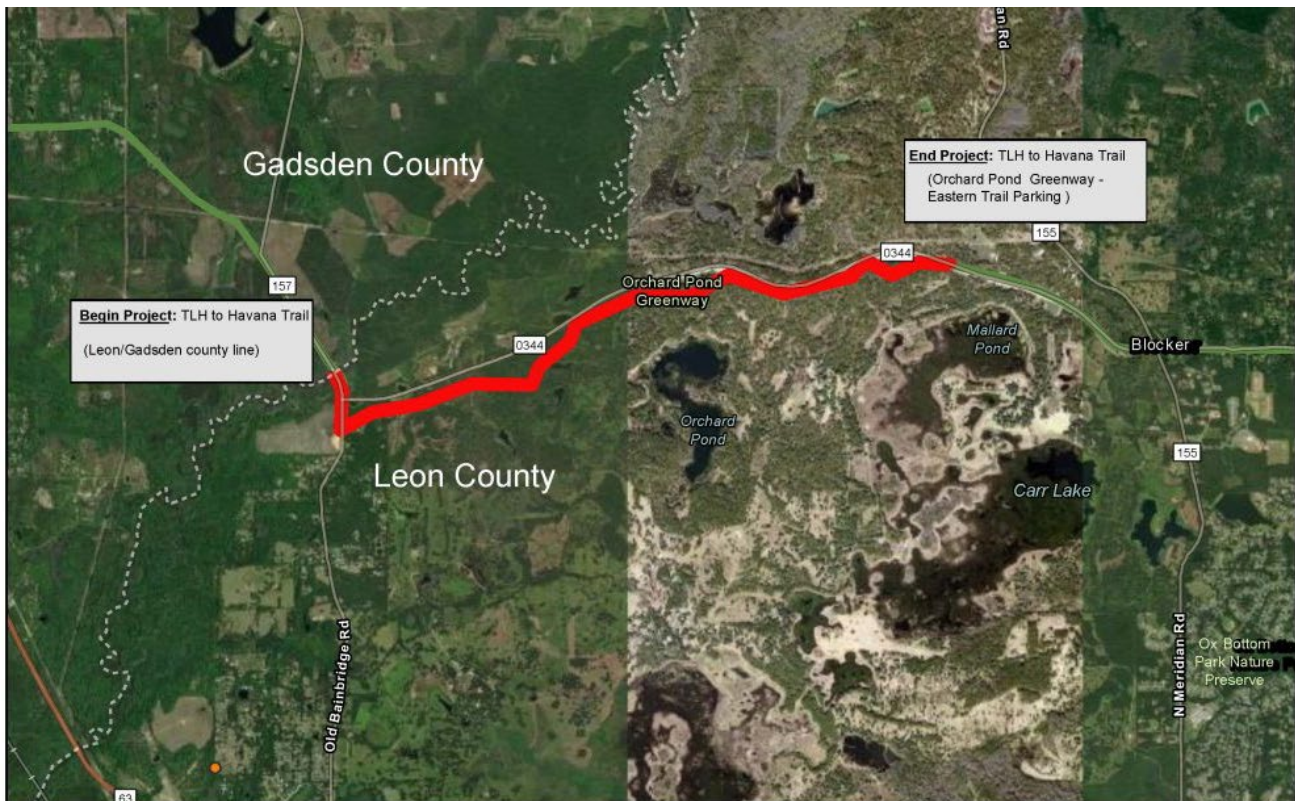 an Rd
Gadsden County
End Project: TLH to Havana Trail
(Orchard Pond Greenway -
Eastern Trail Parking )
155
0344
157
Orchard Pond
Greenway
Begin Project: TLH to Havana Trail
(Leon/Gadsden county line)
0344
Mallard
Pond
Blocker
Orchard
Pond
155
Leon County
Carr Lake
Old Bainbridge Rd
N Meridian Rd
Ox Bottom
Park Nature
Preserve
63